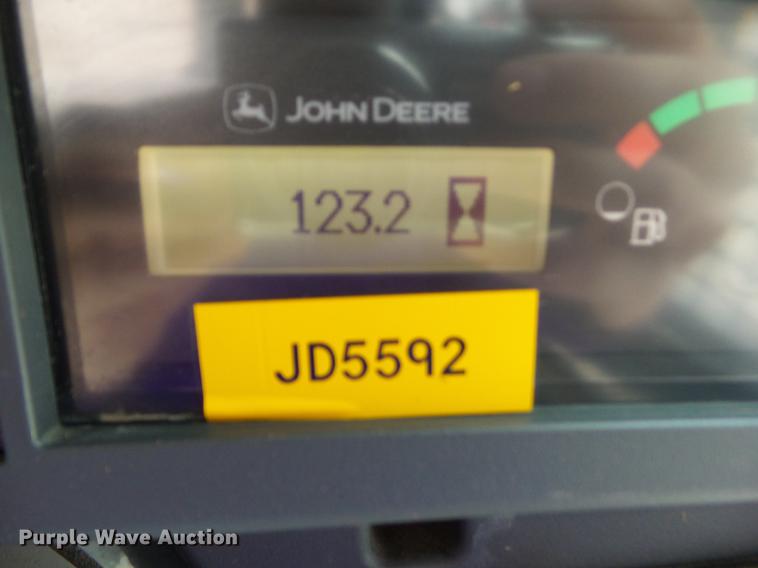 JOHN DEERE
123.2
JD5592
Purple Wave Auction